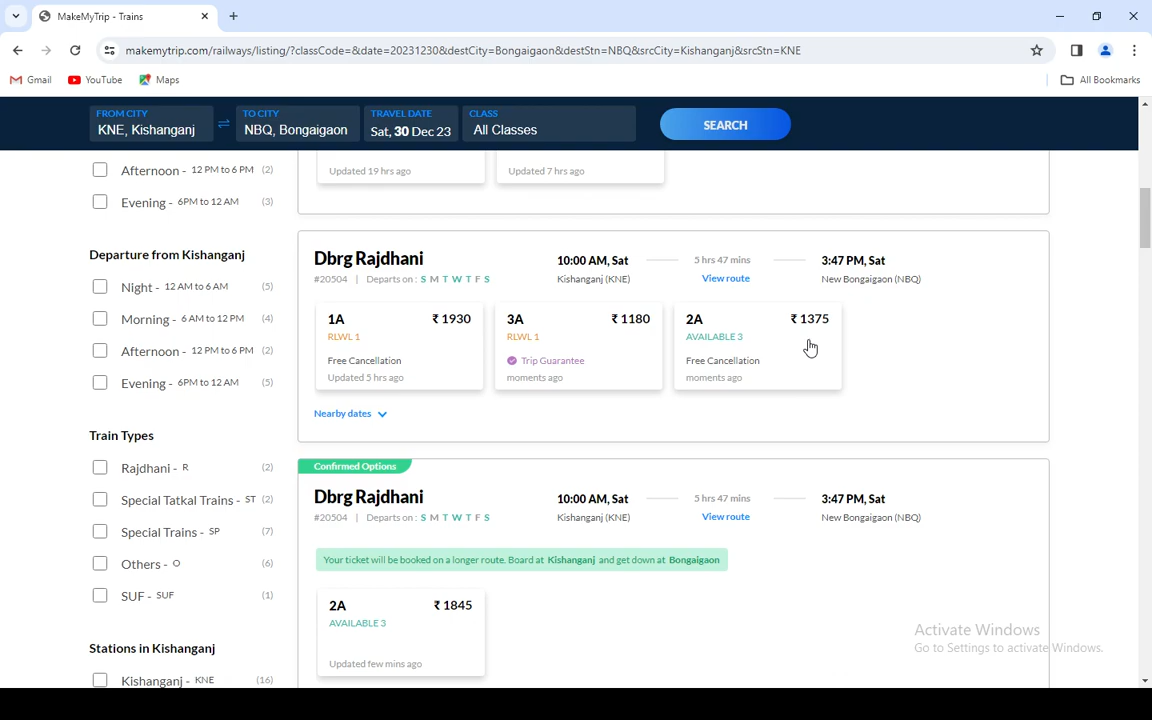 MakeMyTrip - Trains
makemytrip.com/railways/listing/?classCode=&date=20231230&destCity=Bongaigaon&destStn=NBQ&srcCity=Kishanganj&srcStn=KNE
Gmail YouTube Maps All Bookmarks
FROM CITY TO CITY TRAVEL DATE CLASS
KNE, Kishanganj NBQ, Bongaigaon Sat, 30 Dec 23 All Classes SEARCH
Afternoon - 12 PM to 6 PM (2)
Evening - 6PM to 12 AM (3)
Departure from Kishanganj
Night - 12 AM to 6 AM (5)
Morning - 6 AM to 12 PM (4)
Afternoon - 12 PM to 6 PM (2)
Evening - 6PM to 12 AM (5)
Train Types
Rajdhani - R (2)
Special Tatkal Trains - ST (2)
Special Trains - SP (7)
Others - O (6)
SUF - SUF (1)
Stations in Kishanganj
Kishanganj - KNE (16)
Updated 19 hrs ago Updated 7 hrs ago
Dbrg Rajdhani 10:00 AM, Sat 5 hrs 47 mins 3:47 PM, Sat
#20504 | Departs on : S M T W T F S Kishanganj (KNE) View route New Bongaigaon (NBQ)
1A ₹ 1930 3A ₹ 1180 2A ₹ 1375
RLWL 1 RLWL 1 AVAILABLE 3
Free Cancellation Trip Guarantee Free Cancellation
Updated 5 hrs ago moments ago moments ago
Nearby dates
Confirmed Options
Dbrg Rajdhani 10:00 AM, Sat 5 hrs 47 mins 3:47 PM, Sat
#20504 | Departs on : S M T W T F S Kishanganj (KNE) View route New Bongaigaon (NBQ)
Your ticket will be booked on a longer route. Board at Kishanganj and get down at Bongaigaon
2A ₹ 1845
AVAILABLE 3
Updated few mins ago
Activate Windows
Go to Settings to activate Windows.